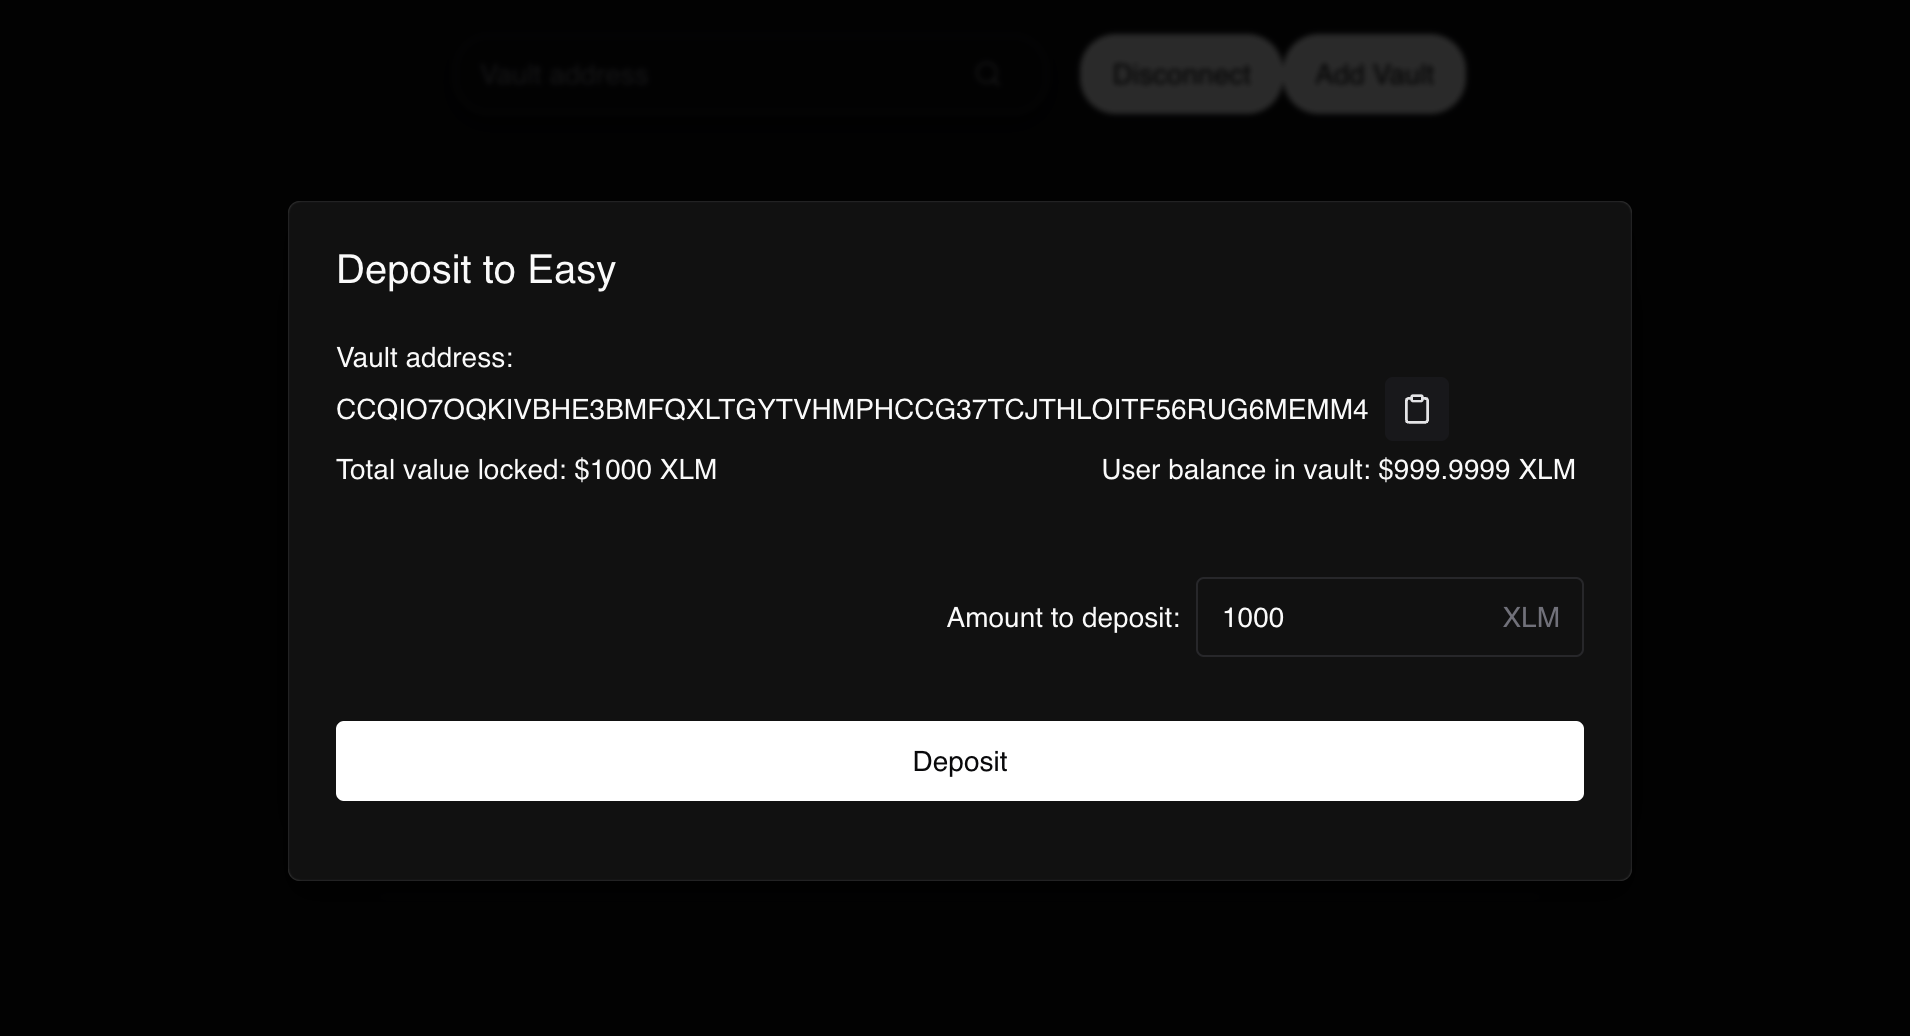 Vault address
Disconnect
Add Vault
Deposit to Easy
Vault address:
CCQIO7OQKIVBHE3BMFQXLTGYTVHMPHCCG37TCJTHLOITF56RUG6MEMM4
Total value locked: $1000 XLM
User balance in vault: $999.9999 XLM
Amount to deposit: 1000 XLM
Deposit